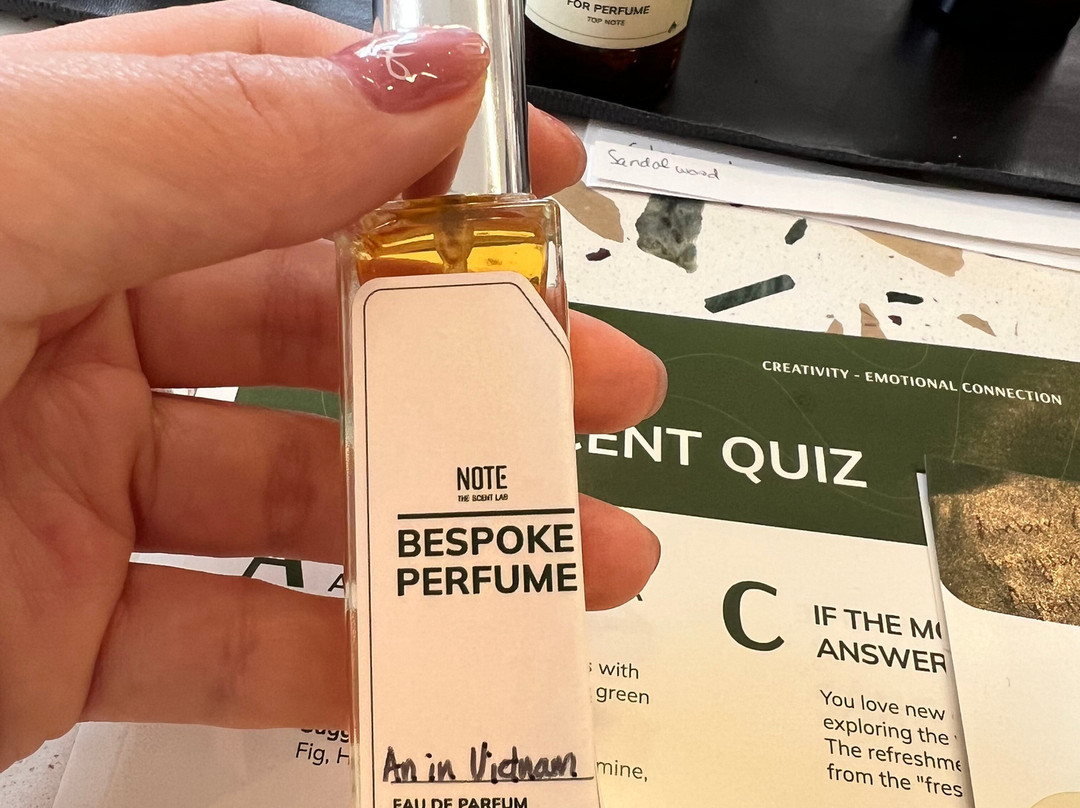 FOR PERFUME
TOP NOTE
Sandalwood
CREATIVITY - EMOTIONAL CONNECTION
CENT QUIZ
NOTE
THE SCENT LAB
BESPOKE
PERFUME
An in Vietnam
EAU DE PARFUM
A
Fig, H
with
green
mine,
C
IF THE MO
ANSWER
You love new
exploring the
The refreshme
from the "fres